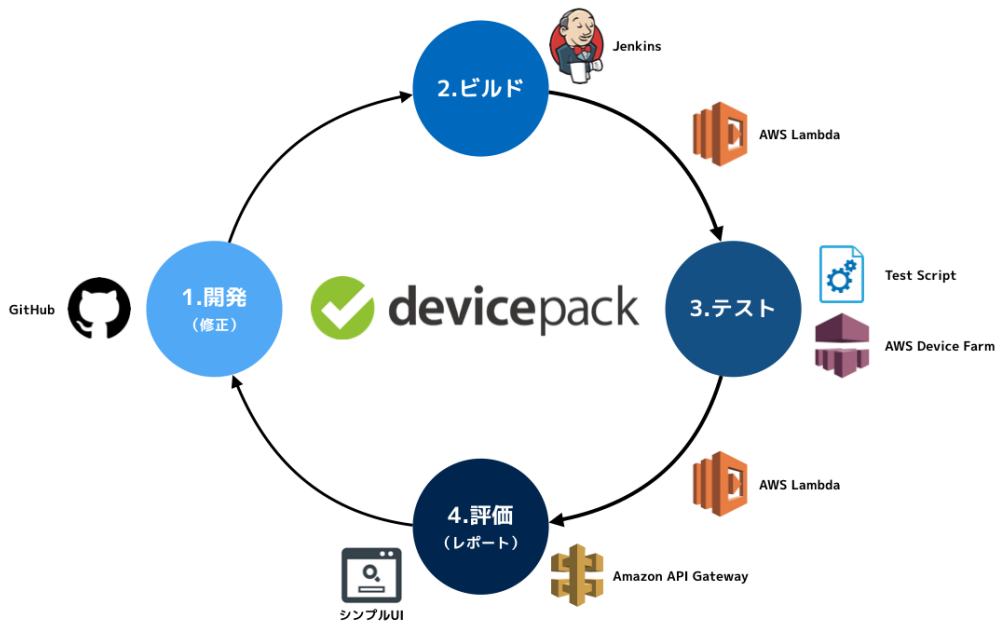 2.ビルド
Jenkins
AWS Lambda
1.開発
（修正）
GitHub
devicepack
3.テスト
Test Script
AWS Device Farm
AWS Lambda
4.評価
（レポート）
Amazon API Gateway
シンプルUI